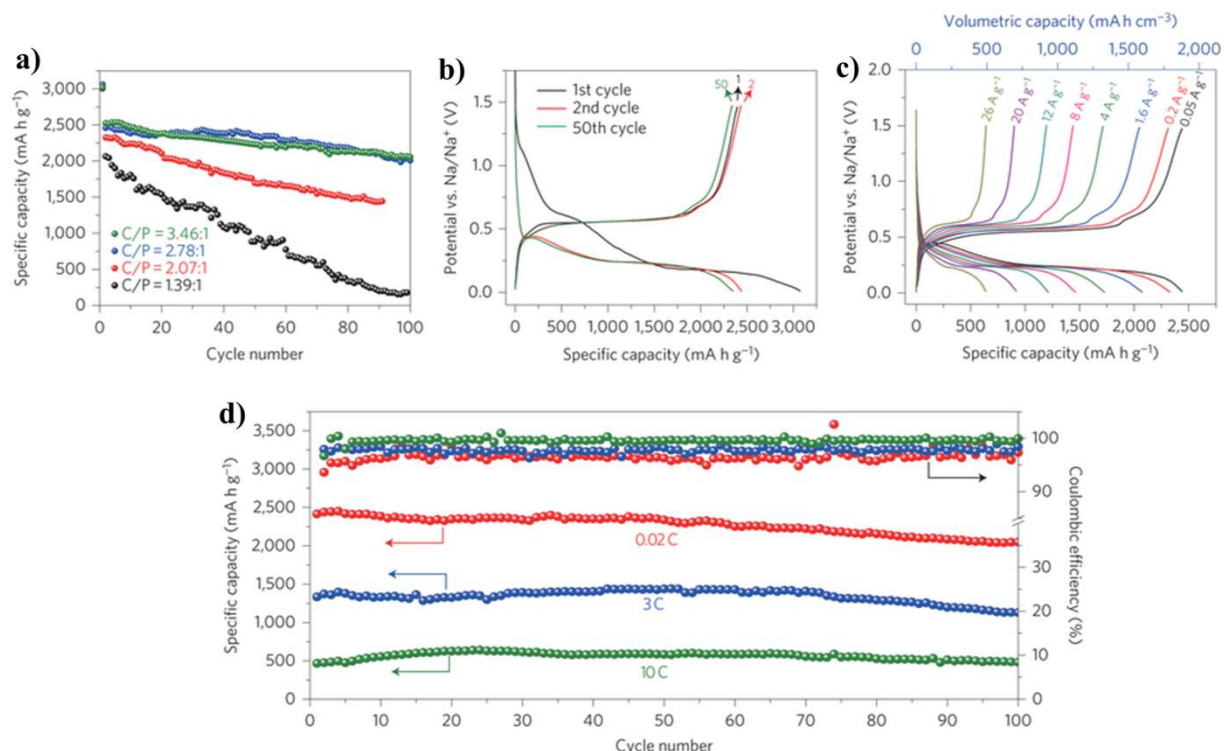 a)
3,000
2,500
2,000
1,500
1,000
500
0
Specific capacity (mA h g⁻¹)
C/P = 3.46:1
C/P = 2.78:1
C/P = 2.07:1
C/P = 1.39:1
0 20 40 60 80 100
Cycle number
b)
1.5
1.0
0.5
0.0
Potential vs. Na/Na⁺ (V)
1st cycle
2nd cycle
50th cycle
50 1 2
0 500 1,000 1,500 2,000 2,500 3,000
Specific capacity (mA h g⁻¹)
c)
Volumetric capacity (mA h cm⁻³)
0 500 1,000 1,500 2,000
2.0
1.5
1.0
0.5
0.0
Potential vs. Na/Na⁺ (V)
26 A g⁻¹
20 A g⁻¹
12 A g⁻¹
8 A g⁻¹
4 A g⁻¹
1.6 A g⁻¹
0.2 A g⁻¹
0.05 A g⁻¹
0 500 1,000 1,500 2,000 2,500
Specific capacity (mA h g⁻¹)
d)
3,500
3,000
2,500
2,000
1,500
1,000
500
0
Specific capacity (mA h g⁻¹)
0.02 C
3 C
10 C
100
90
30
20
10
0
Coulombic efficiency (%)
0 10 20 30 40 50 60 70 80 90 100
Cycle number